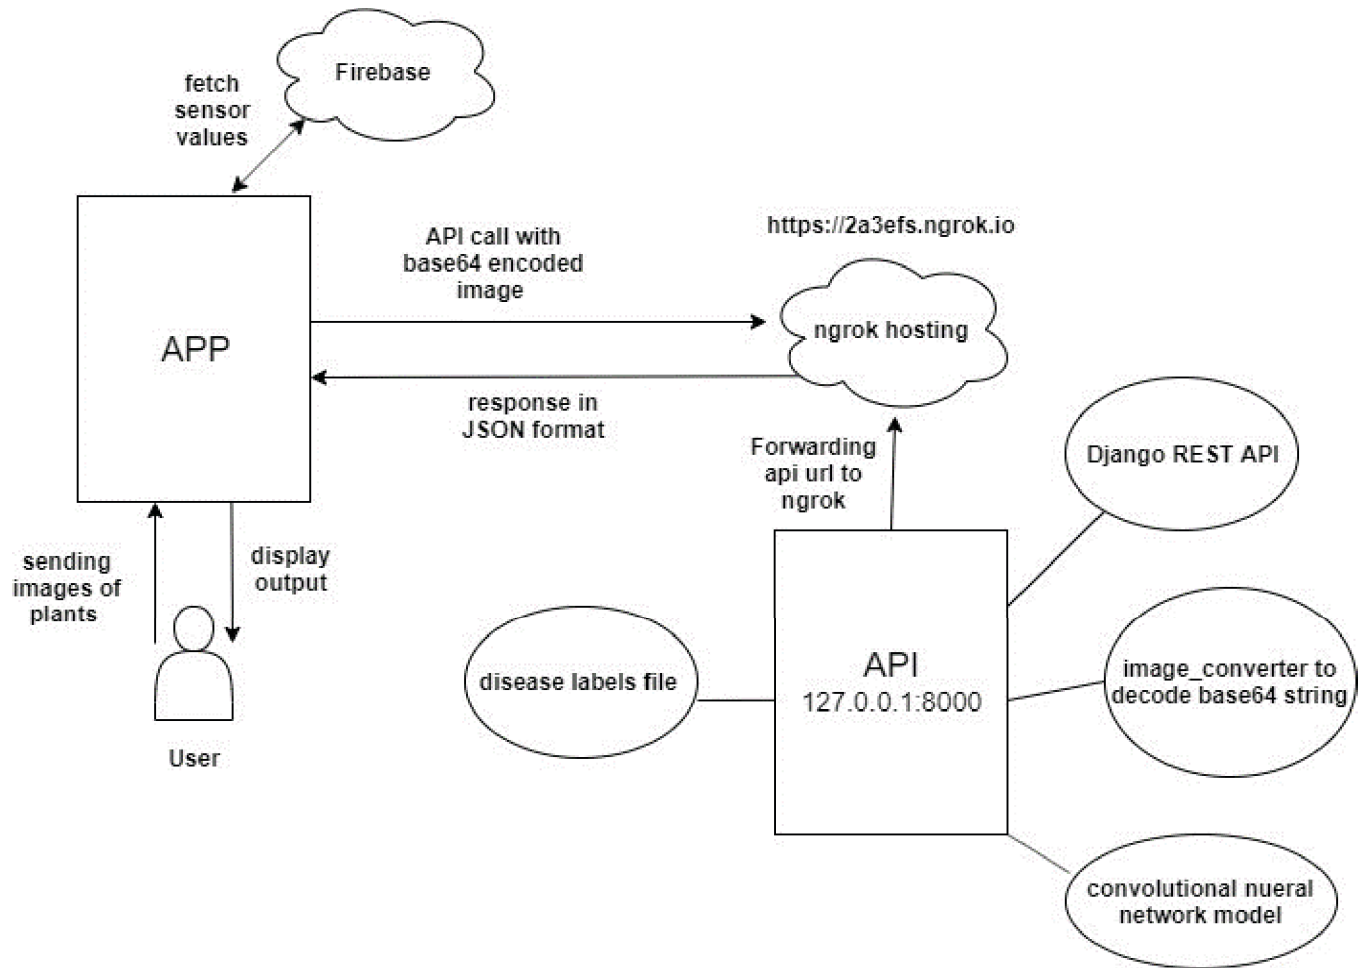 Firebase
fetch
sensor
values
https://2a3efs.ngrok.io
API call with
base64 encoded
image
ngrok hosting
APP
response in
JSON format
Forwarding
api url to
ngrok
Django REST API
sending
images of
plants
display
output
User
disease labels file
API
127.0.0.1:8000
image_converter to
decode base64 string
convolutional nueral
network model